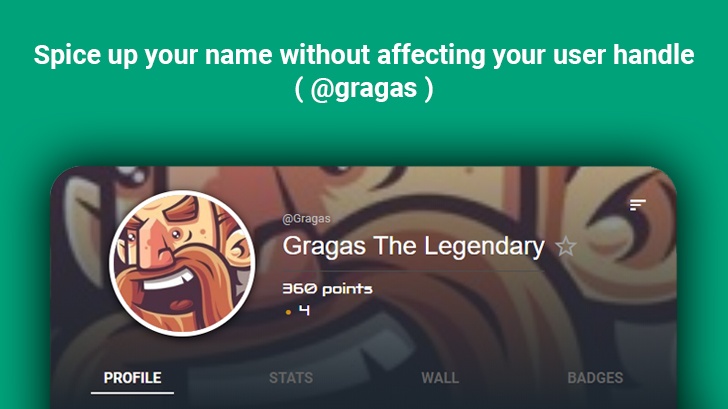 Spice up your name without affecting your user handle
( @gragas )
@Gragas
Gragas The Legendary
360 points
4
PROFILE STATS WALL BADGES